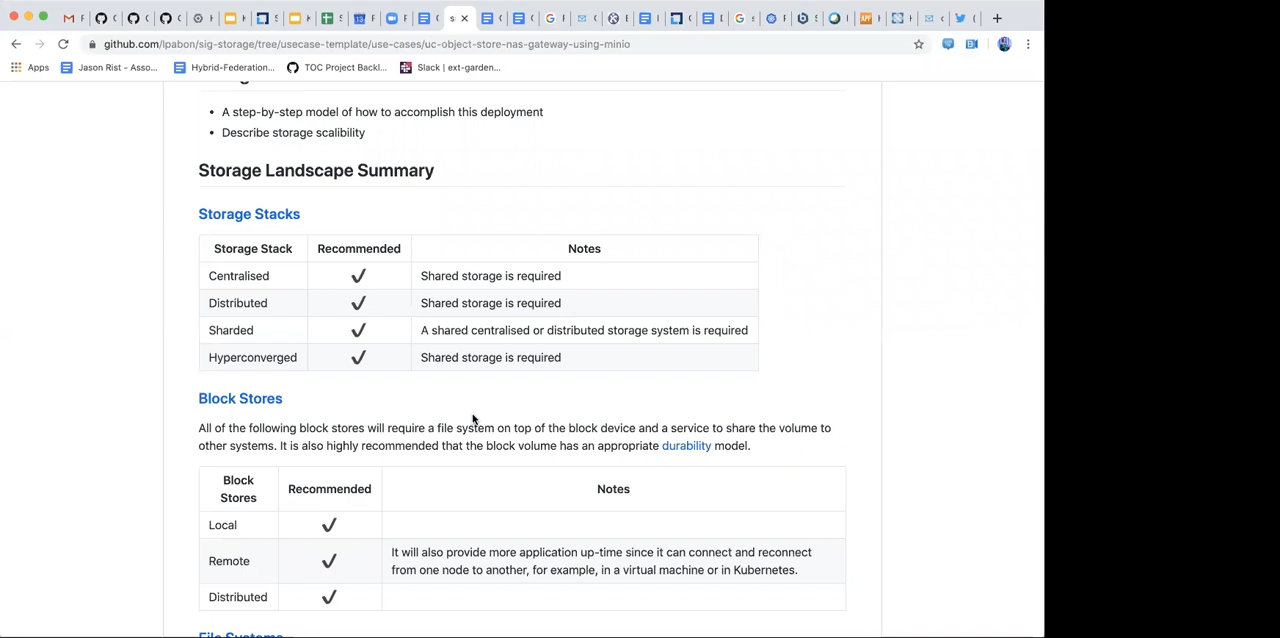 github.com/lpabon/sig-storage/tree/usecase-template/use-cases/uc-object-store-nas-gateway-using-minio
Apps Jason Rist - Asso... Hybrid-Federation... TOC Project Backl... Slack | ext-garden...
A step-by-step model of how to accomplish this deployment
Describe storage scalibility
Storage Landscape Summary
Storage Stacks
Storage Stack Recommended Notes
Centralised ✓ Shared storage is required
Distributed ✓ Shared storage is required
Sharded ✓ A shared centralised or distributed storage system is required
Hyperconverged ✓ Shared storage is required
Block Stores
All of the following block stores will require a file system on top of the block device and a service to share the volume to
other systems. It is also highly recommended that the block volume has an appropriate durability model.
Block
Stores
Recommended Notes
Local ✓
Remote ✓ It will also provide more application up-time since it can connect and reconnect
from one node to another, for example, in a virtual machine or in Kubernetes.
Distributed ✓
File Systems